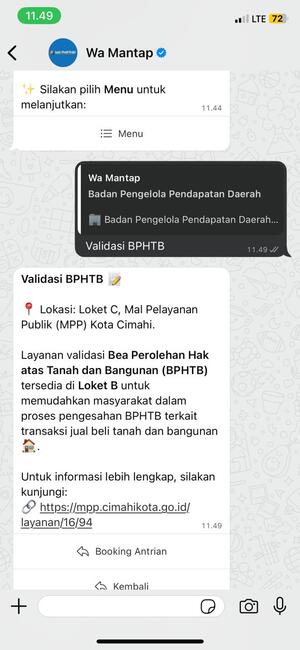 11.49
LTE 72
Wa Mantap
✨ Silakan pilih Menu untuk
melanjutkan:
11.44
Menu
Wa Mantap
Badan Pengelola Pendapatan Daerah
🏢 Badan Pengelola Pendapatan Daerah...
Validasi BPHTB
11.49
Validasi BPHTB 📝
📍 Lokasi: Loket C, Mal Pelayanan
Publik (MPP) Kota Cimahi.
Layanan validasi Bea Perolehan Hak
atas Tanah dan Bangunan (BPHTB)
tersedia di Loket B untuk
memudahkan masyarakat dalam
proses pengesahan BPHTB terkait
transaksi jual beli tanah dan bangunan
🏠.
Untuk informasi lebih lengkap, silakan
kunjungi:
🔗 https://mpp.cimahikota.go.id/
layanan/16/94
11.49
Booking Antrian
Kembali